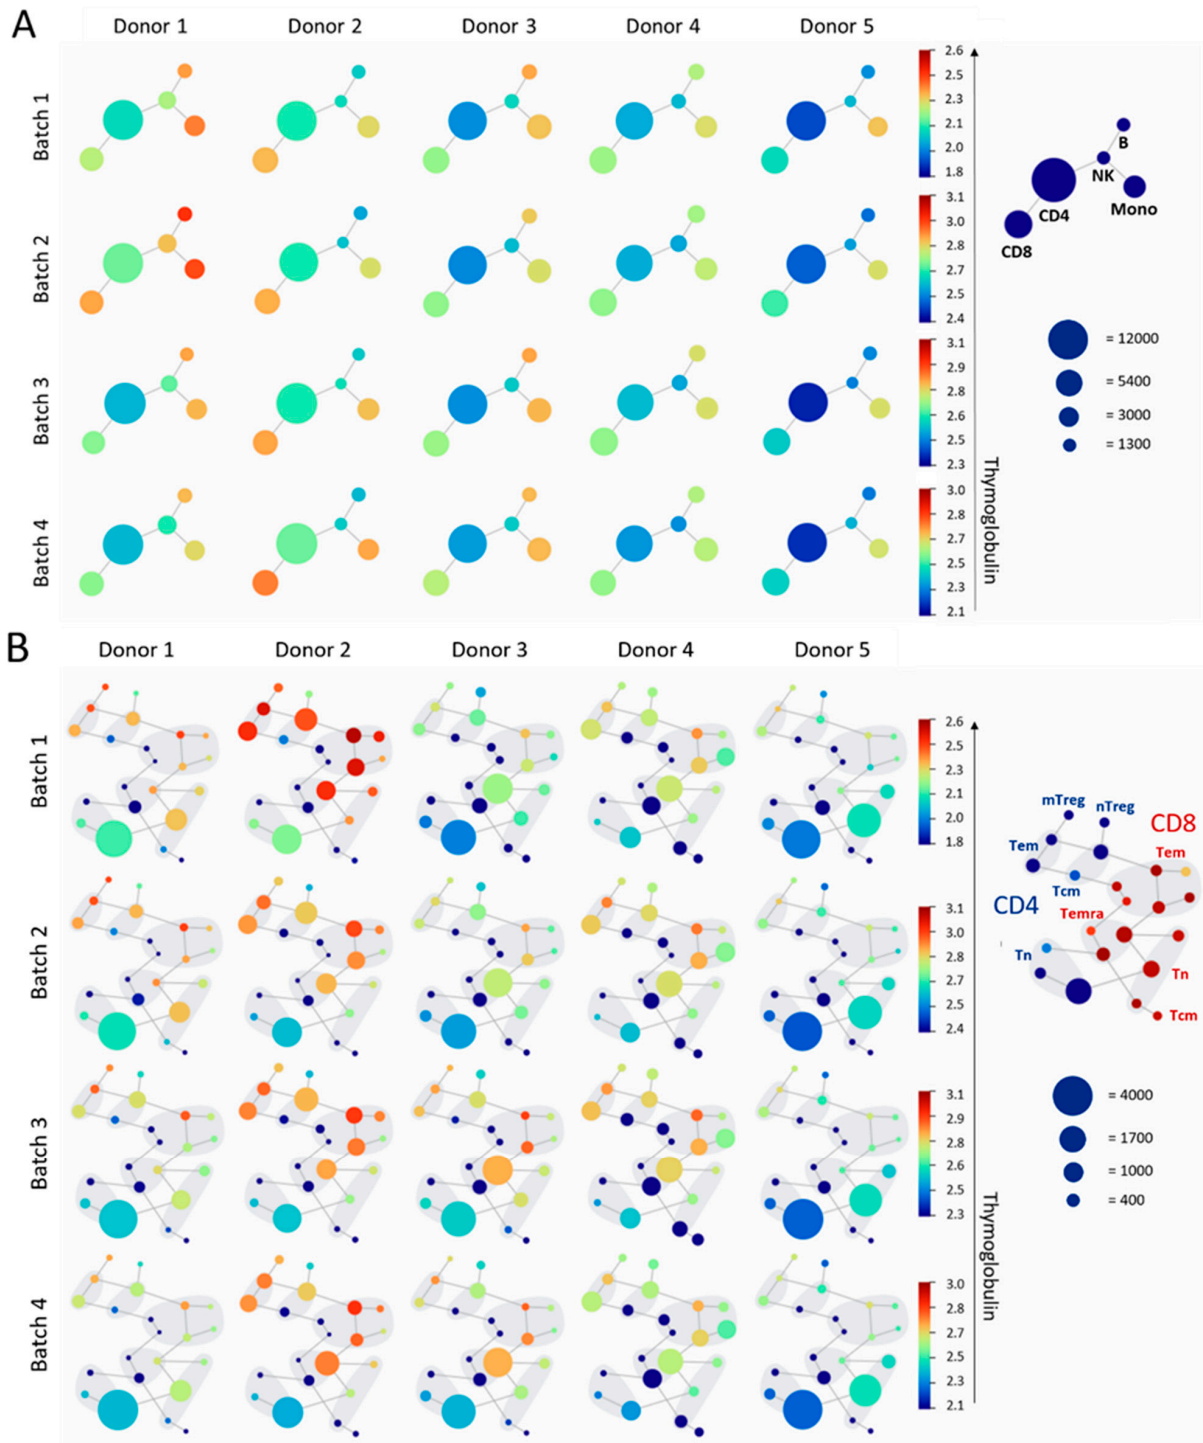 A
Donor 1 Donor 2 Donor 3 Donor 4 Donor 5
Batch 1
2.6
2.5
2.3
2.1
2.0
1.8
Batch 2
3.1
3.0
2.8
2.7
2.5
2.4
Batch 3
3.1
2.9
2.8
2.6
2.5
2.3
Batch 4
3.0
2.8
2.7
2.5
2.3
2.1
Thymoglobulin
B
NK
Mono
CD4
CD8
= 12000
= 5400
= 3000
= 1300
B
Donor 1 Donor 2 Donor 3 Donor 4 Donor 5
Batch 1
2.6
2.5
2.3
2.1
2.0
1.8
Batch 2
3.1
3.0
2.8
2.7
2.5
2.4
Batch 3
3.1
2.9
2.8
2.6
2.5
2.3
Batch 4
3.0
2.8
2.7
2.5
2.3
2.1
Thymoglobulin
mTreg nTreg
CD8
Tem Tem
Tcm
CD4 Temra
Tn
Tn
Tcm
= 4000
= 1700
= 1000
= 400